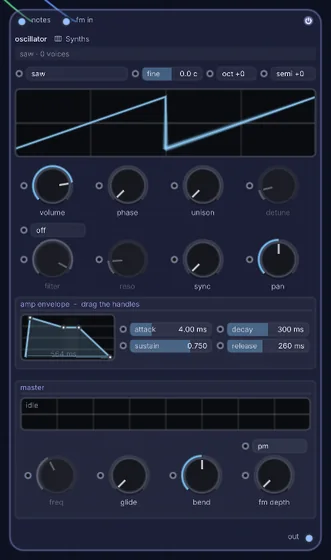 notes fm in
oscillator Synths
saw - 0 voices
saw fine 0.0 c oct +0 semi +0
volume phase unison detune
off
filter reso sync pan
amp envelope – drag the handles
attack 4.00 ms decay 300 ms
564 ms
sustain 0.750 release 260 ms
master
idle
pm
freq glide bend fm depth
out